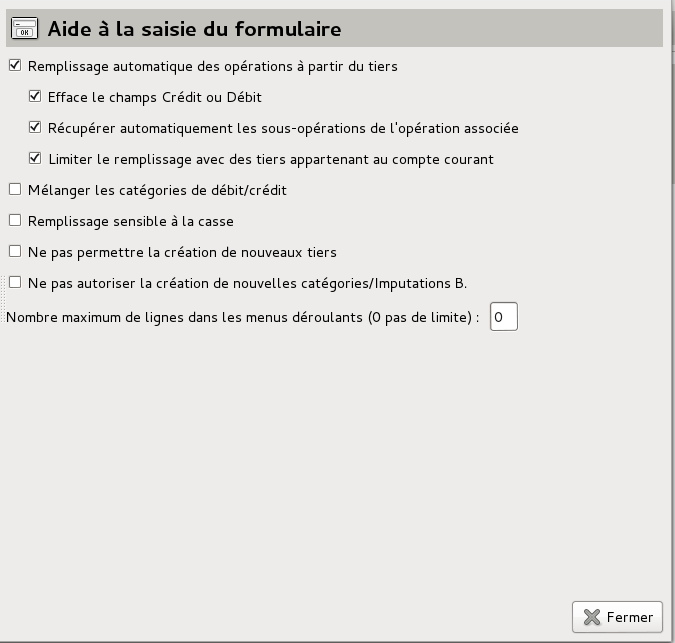 OK
Aide à la saisie du formulaire
Remplissage automatique des opérations à partir du tiers
Efface le champs Crédit ou Débit
Récupérer automatiquement les sous-opérations de l'opération associée
Limiter le remplissage avec des tiers appartenant au compte courant
Mélanger les catégories de débit/crédit
Remplissage sensible à la casse
Ne pas permettre la création de nouveaux tiers
Ne pas autoriser la création de nouvelles catégories/Imputations B.
Nombre maximum de lignes dans les menus déroulants (0 pas de limite) : 0
Fermer